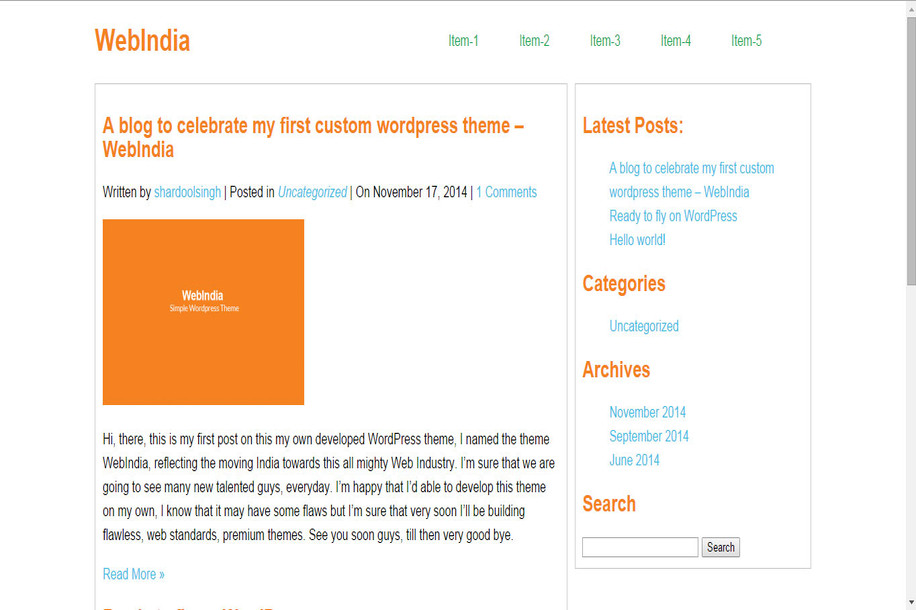 WebIndia
Item-1 Item-2 Item-3 Item-4 Item-5
A blog to celebrate my first custom wordpress theme –
WebIndia
Written by shardoolsingh | Posted in Uncategorized | On November 17, 2014 | 1 Comments
WebIndia
Simple Wordpress Theme
Hi, there, this is my first post on this my own developed WordPress theme, I named the theme
WebIndia, reflecting the moving India towards this all mighty Web Industry. I'm sure that we are
going to see many new talented guys, everyday. I'm happy that I'd able to develop this theme
on my own, I know that it may have some flaws but I'm sure that very soon I'll be building
flawless, web standards, premium themes. See you soon guys, till then very good bye.
Read More »
Latest Posts:
A blog to celebrate my first custom
wordpress theme – WebIndia
Ready to fly on WordPress
Hello world!
Categories
Uncategorized
Archives
November 2014
September 2014
June 2014
Search
Search